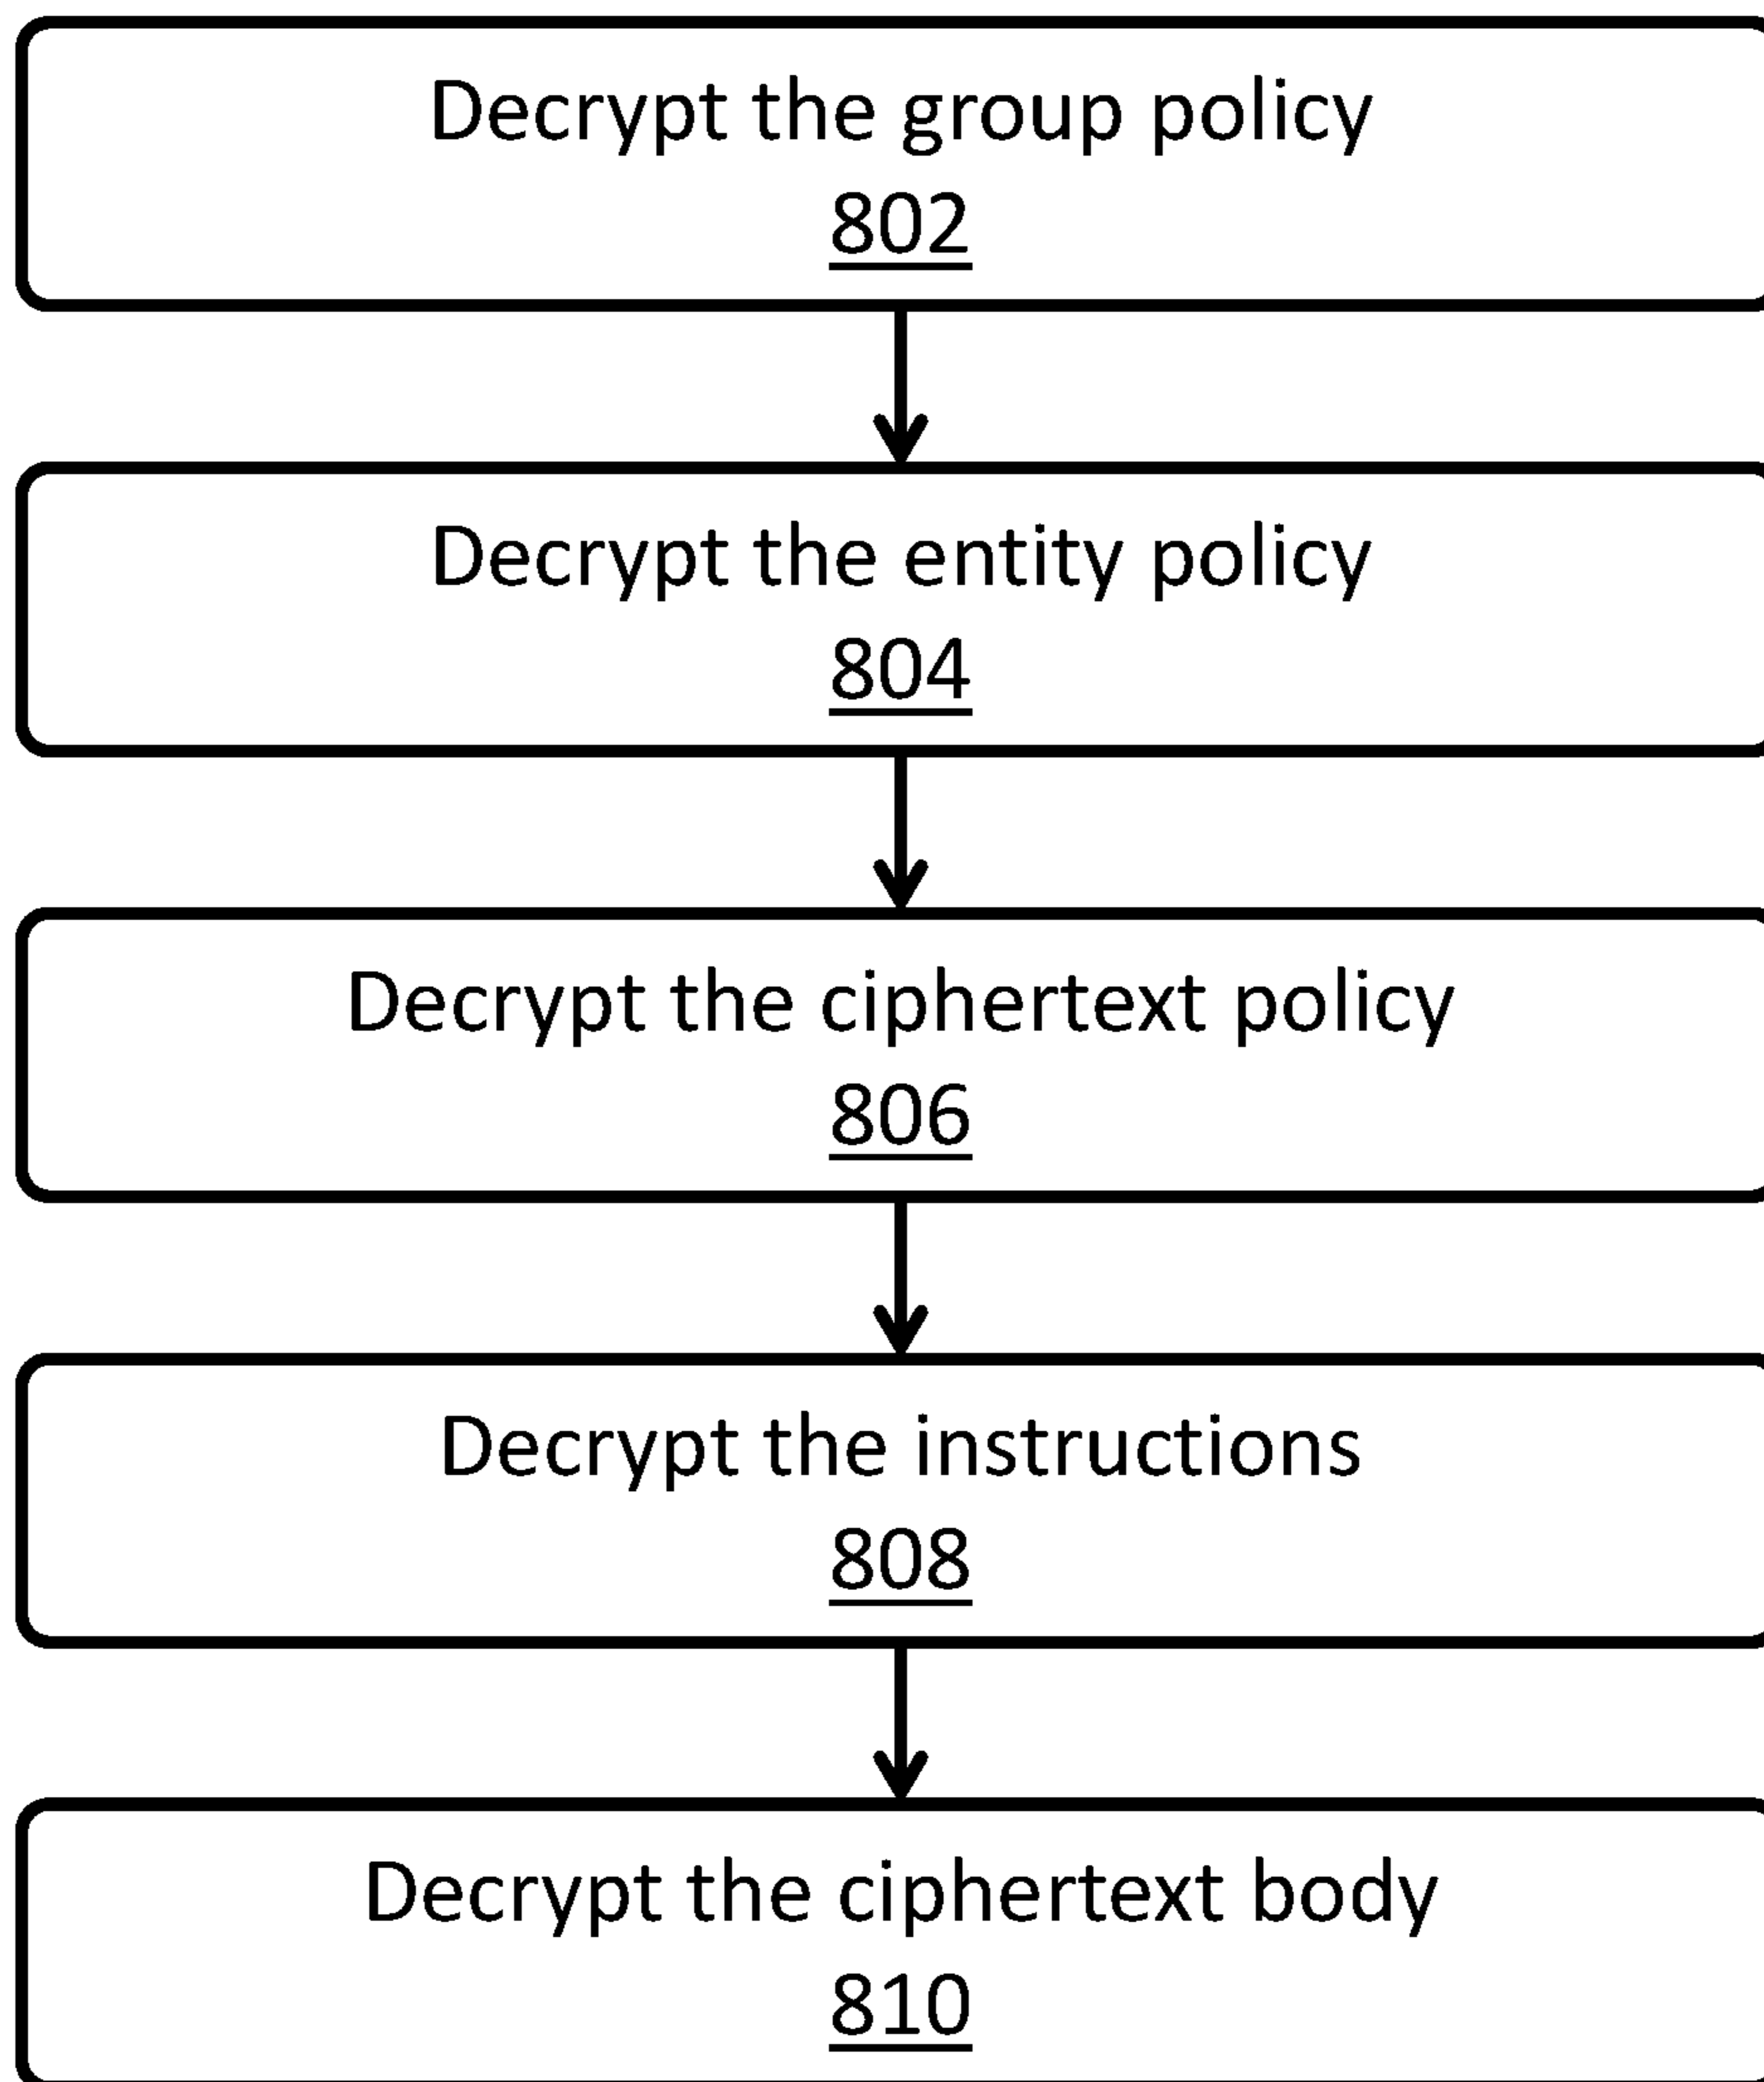 Decrypt the group policy
802
Decrypt the entity policy
804
Decrypt the ciphertext policy
806
Decrypt the instructions
808
Decrypt the ciphertext body
810